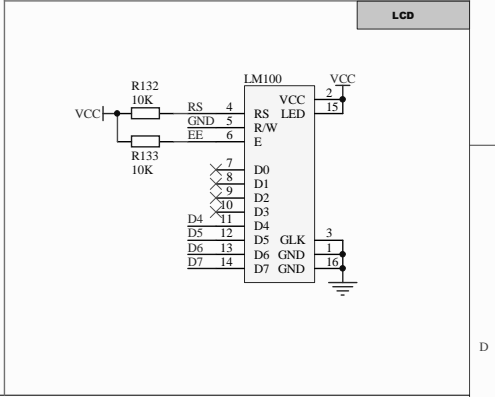 LCD
R132
10K
VCC
R133
10K
LM100
VCC
RS 4 RS VCC 2
GND 5 R/W LED 15
EE 6 E
7 D0
8 D1
9 D2
10 D3
D4 11 D4
D5 12 D5 GLK 3
D6 13 D6 GND 1
D7 14 D7 GND 16
D